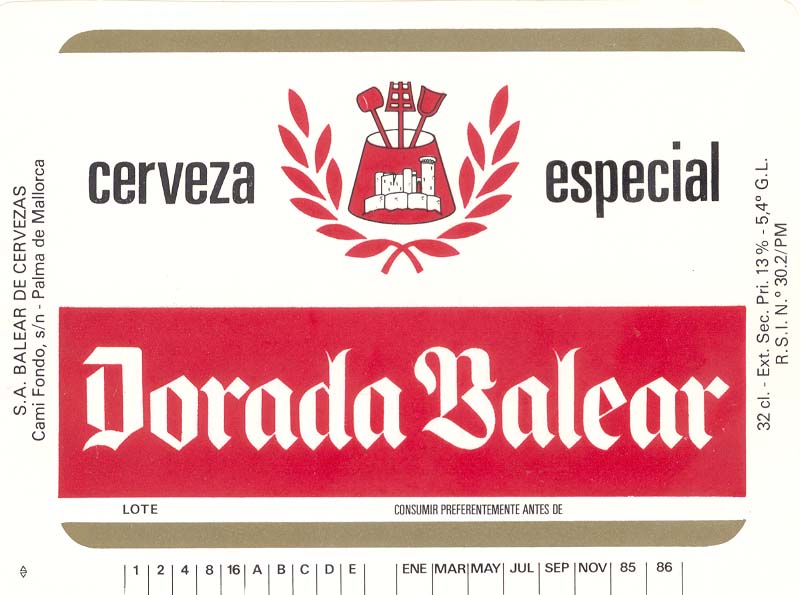 cerveza especial
Dorada Balear
LOTE CONSUMIR PREFERENTEMENTE ANTES DE
1 2 4 8 16 A B C D E ENE MAR MAY JUL SEP NOV 85 86
S.A. BALEAR DE CERVEZAS
Cami Fondo, s/n - Palma de Mallorca
32 cl. - Ext. Sec. Pri. 13 % - 5,4º G.L.
R.S.I. N.º 30.2/PM